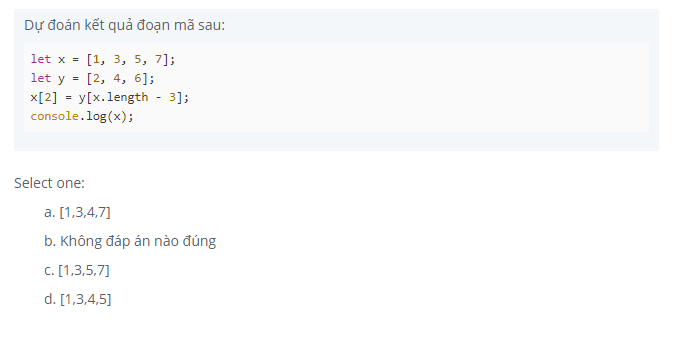 Dự đoán kết quả đoạn mã sau:
let x = [1, 3, 5, 7];
let y = [2, 4, 6];
x[2] = y[x.length - 3];
console.log(x);
Select one:
a. [1,3,4,7]
b. Không đáp án nào đúng
c. [1,3,5,7]
d. [1,3,4,5]